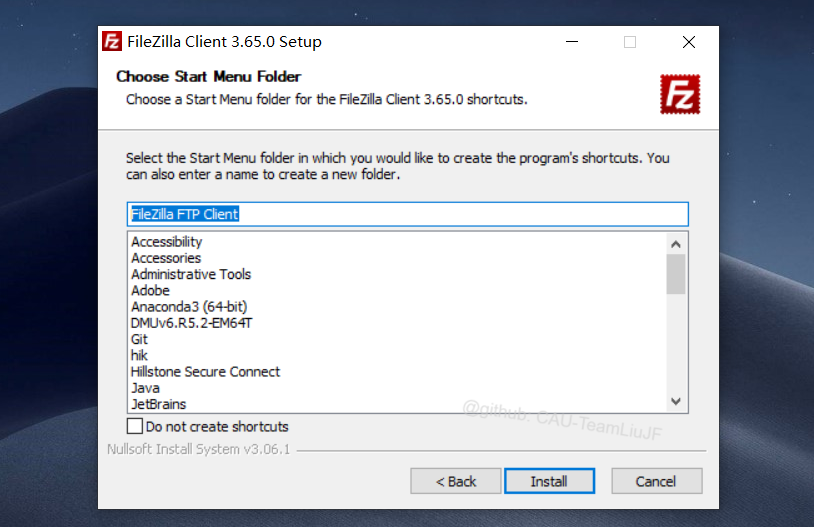 FileZilla Client 3.65.0 Setup
Choose Start Menu Folder
Choose a Start Menu folder for the FileZilla Client 3.65.0 shortcuts.
Fz
Select the Start Menu folder in which you would like to create the program's shortcuts. You
can also enter a name to create a new folder.
FileZilla FTP Client
Accessibility
Accessories
Administrative Tools
Adobe
Anaconda3 (64-bit)
DMUv6.R5.2-EM64T
Git
hik
Hillstone Secure Connect
Java
JetBrains
@github: CAU-TeamLiuJF
Do not create shortcuts
Nullsoft Install System v3.06.1
< Back
Install
Cancel